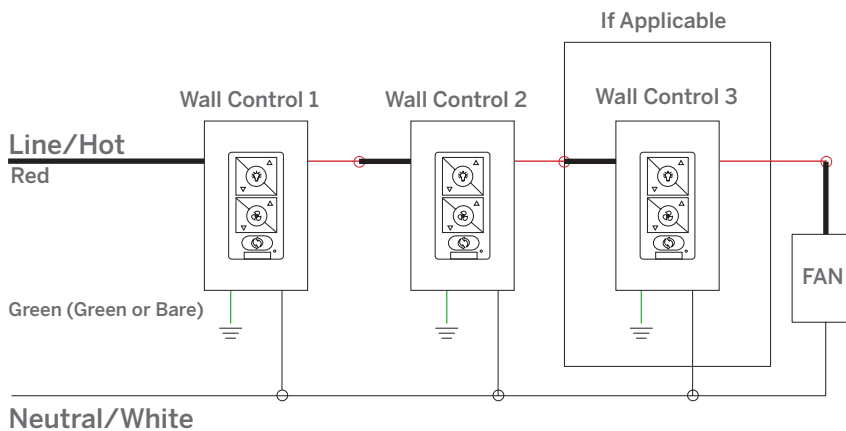 If Applicable
Wall Control 1
Wall Control 2
Wall Control 3
Line/Hot
Red
FAN
Green (Green or Bare)
Neutral/White